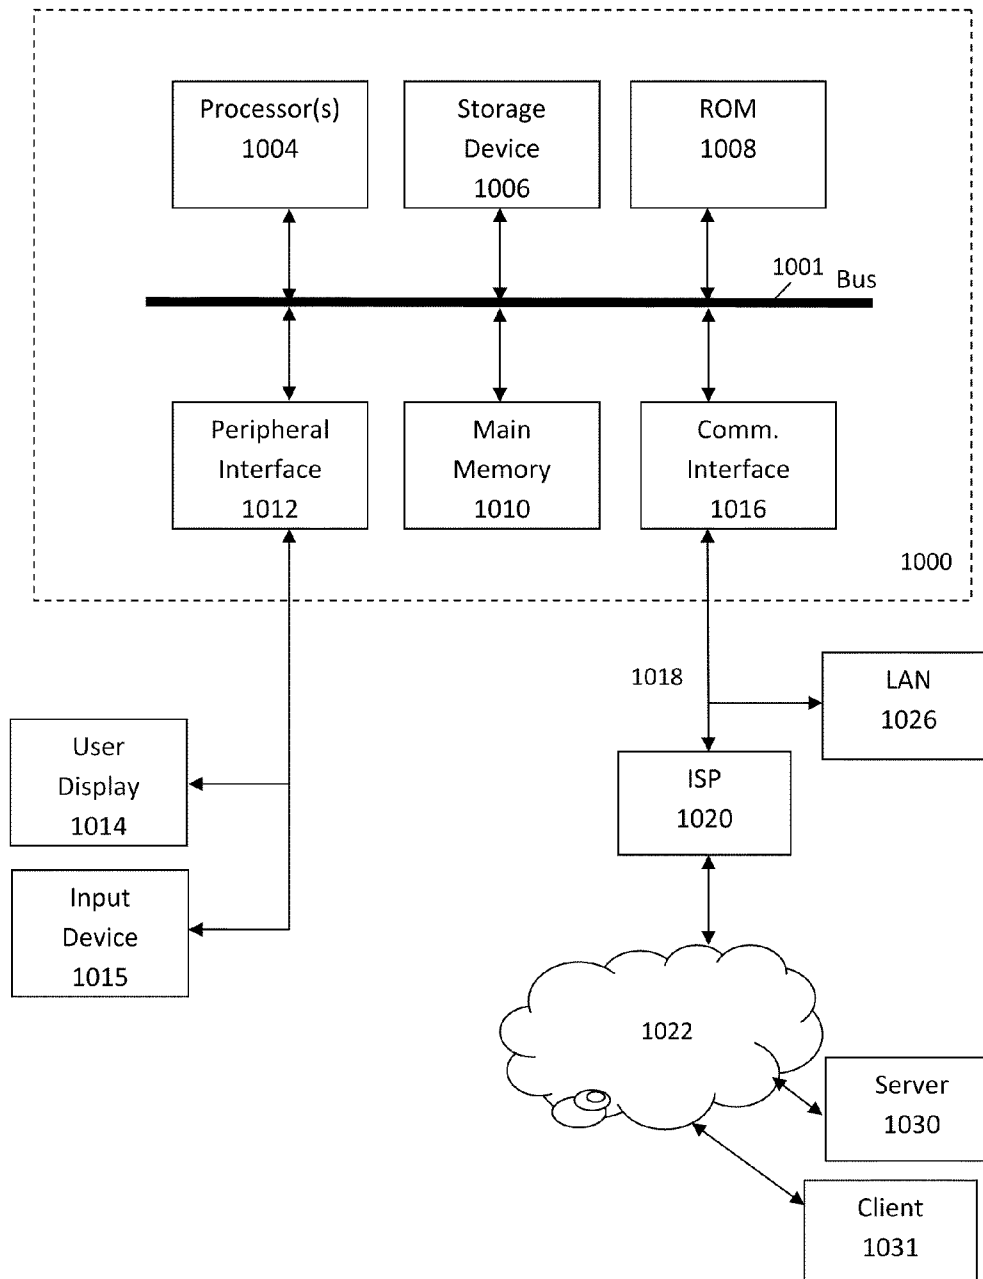 Processor(s)
1004
Storage
Device
1006
ROM
1008
1001
Bus
Peripheral
Interface
1012
Main
Memory
1010
Comm.
Interface
1016
1000
1018
LAN
1026
User
Display
1014
ISP
1020
Input
Device
1015
1022
Server
1030
Client
1031